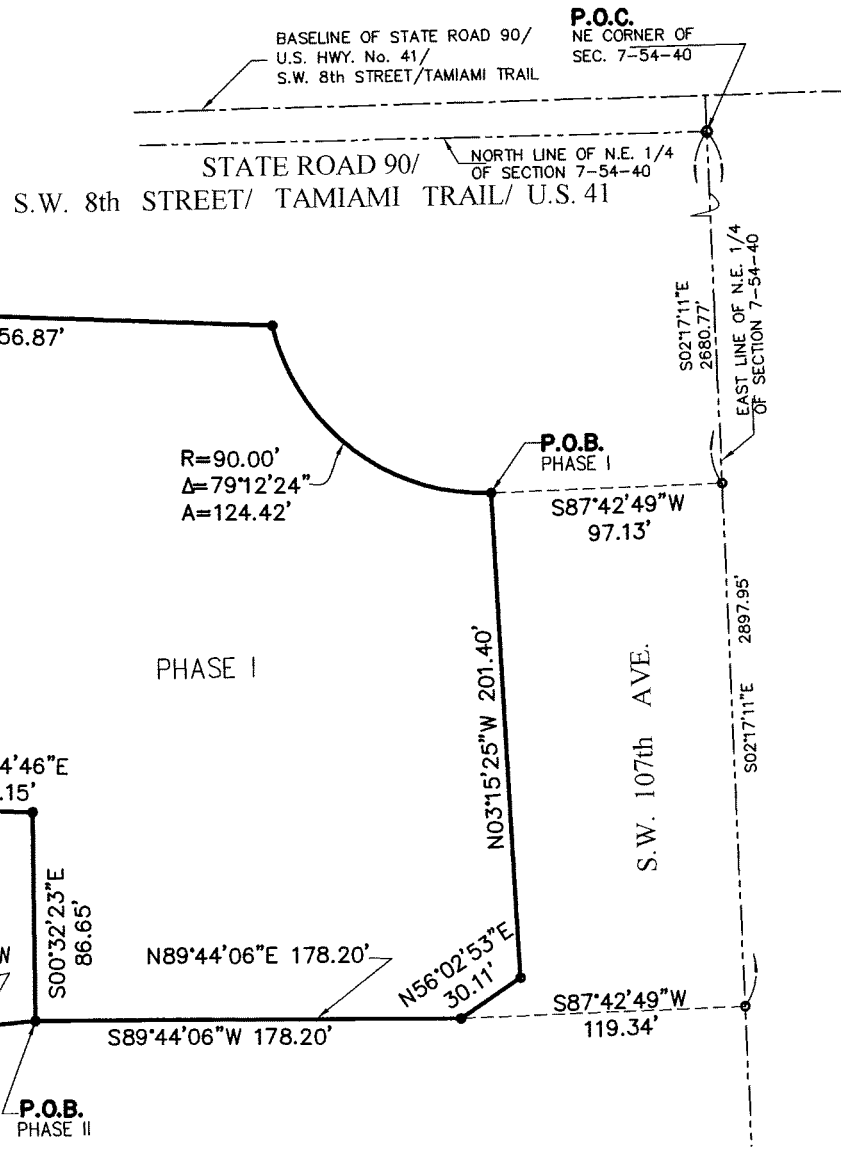 P.O.C.
NE CORNER OF
SEC. 7-54-40
BASELINE OF STATE ROAD 90/
U.S. HWY. No. 41/
S.W. 8th STREET/TAMIAMI TRAIL
NORTH LINE OF N.E. 1/4
OF SECTION 7-54-40
STATE ROAD 90/
S.W. 8th STREET/ TAMIAMI TRAIL/ U.S. 41
S02°17'11"E
2680.77'
EAST LINE OF N.E. 1/4
OF SECTION 7-54-40
56.87'
R=90.00'
Δ=79°12'24"
A=124.42'
P.O.B.
PHASE I
S87°42'49"W
97.13'
2897.95'
S02°17'11"E
S.W. 107th AVE.
N03°15'25"W 201.40'
PHASE I
4'46"E
.15'
S00°32'23"E
86.65'
W
N89°44'06"E 178.20'
N56°02'53"E
30.11'
S87°42'49"W
119.34'
S89°44'06"W 178.20'
P.O.B.
PHASE II